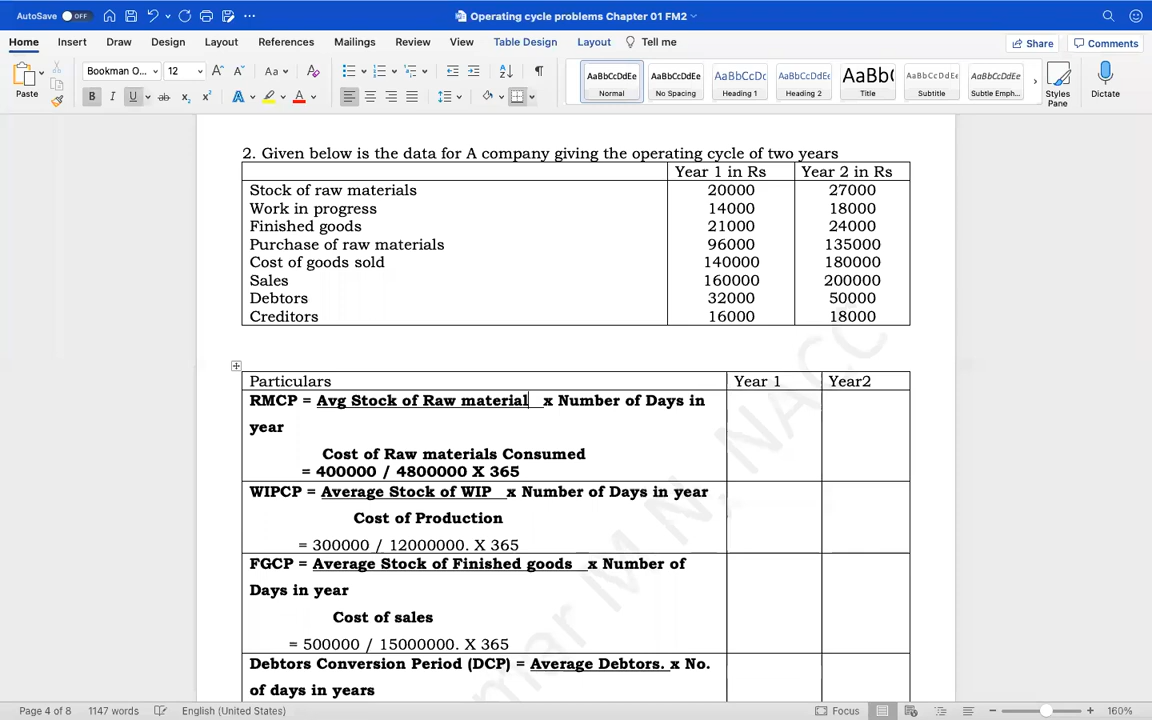 AutoSave OFF Operating cycle problems Chapter 01 FM2
Home Insert Draw Design Layout References Mailings Review View Table Design Layout Tell me Share Comments
Paste Bookman O... 12 A A Aa A AaBbCcDdEe AaBbCcDdEe AaBbCcDc AaBbCcDdEe AaBb( AaBbCcDdEe AaBbCcDdEe
B I U ab x₂ x² A A Normal No Spacing Heading 1 Heading 2 Title Subtitle Subtle Emph... Styles Pane Dictate
2. Given below is the data for A company giving the operating cycle of two years
Year 1 in Rs Year 2 in Rs
Stock of raw materials 20000 27000
Work in progress 14000 18000
Finished goods 21000 24000
Purchase of raw materials 96000 135000
Cost of goods sold 140000 180000
Sales 160000 200000
Debtors 32000 50000
Creditors 16000 18000
Particulars Year 1 Year2
RMCP = Avg Stock of Raw material x Number of Days in
year
Cost of Raw materials Consumed
= 400000 / 4800000 X 365
WIPCP = Average Stock of WIP x Number of Days in year
Cost of Production
= 300000 / 12000000. X 365
FGCP = Average Stock of Finished goods x Number of
Days in year
Cost of sales
= 500000 / 15000000. X 365
Debtors Conversion Period (DCP) = Average Debtors. x No.
of days in years
mar M N, NACC
Page 4 of 8 1147 words English (United States) Focus 160%